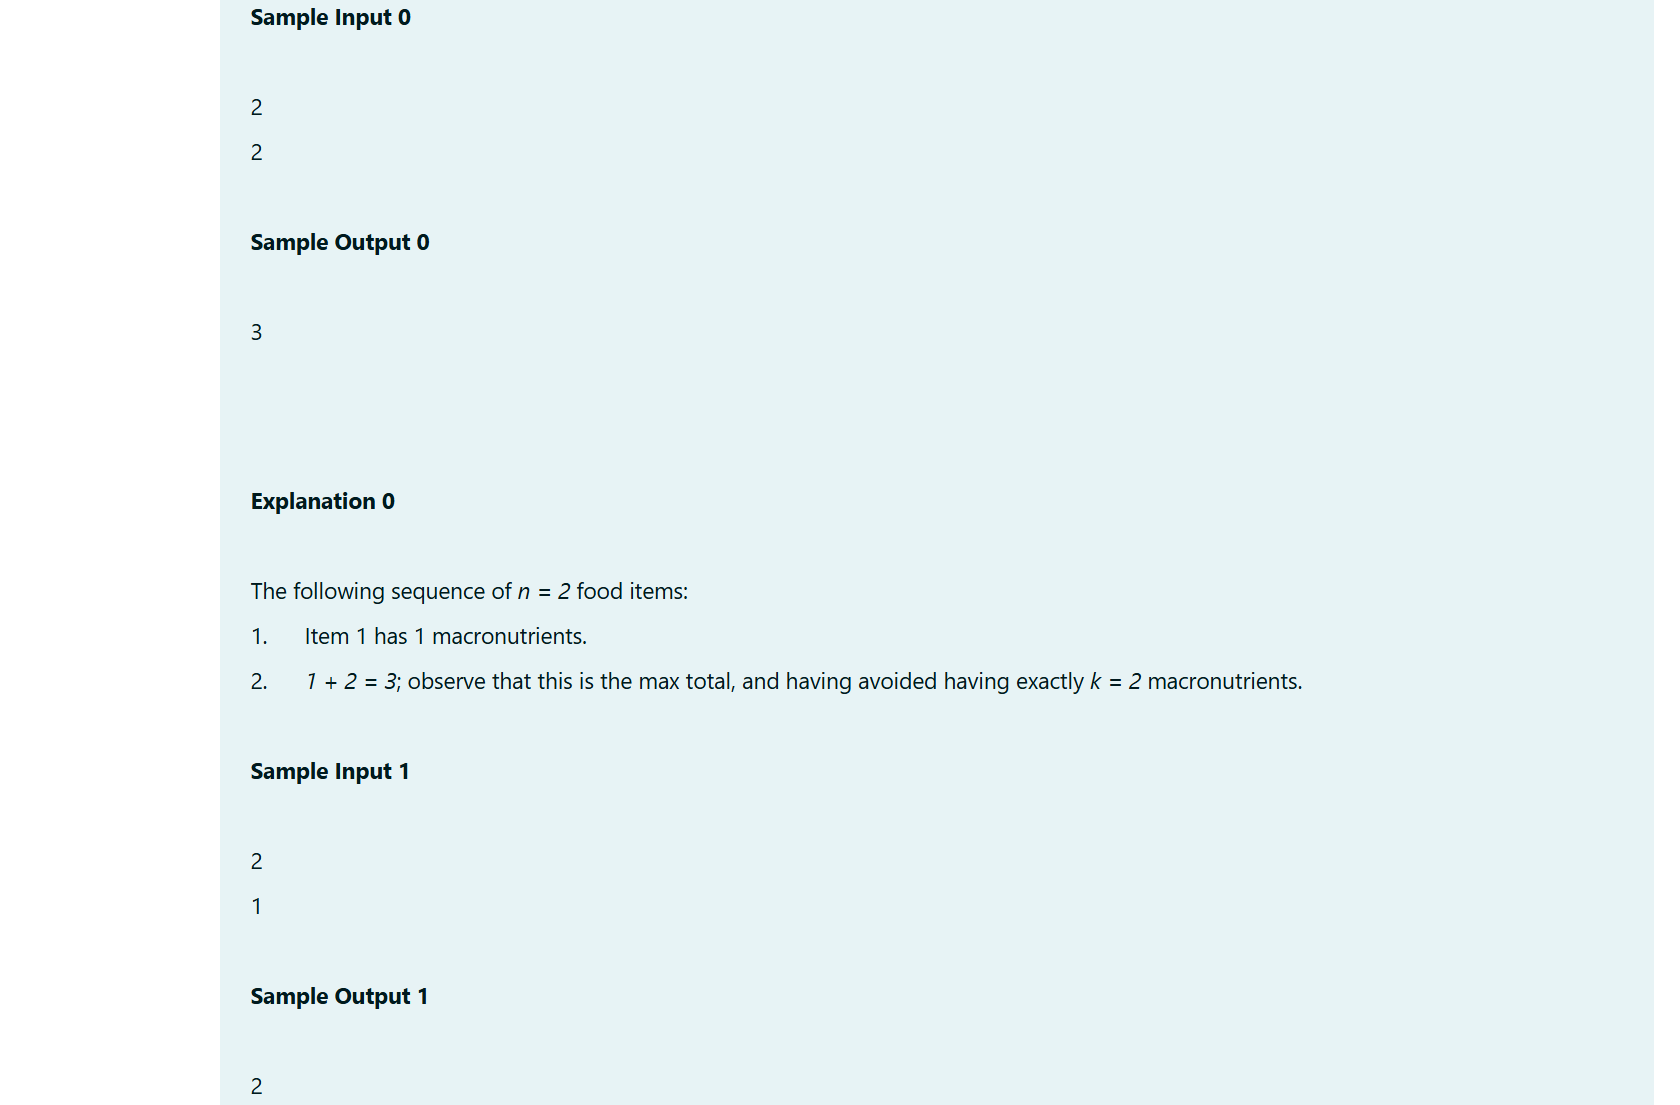 Sample Input 0
2
2
Sample Output 0
3
Explanation 0
The following sequence of n = 2 food items:
1. Item 1 has 1 macronutrients.
2. 1 + 2 = 3; observe that this is the max total, and having avoided having exactly k = 2 macronutrients.
Sample Input 1
2
1
Sample Output 1
2